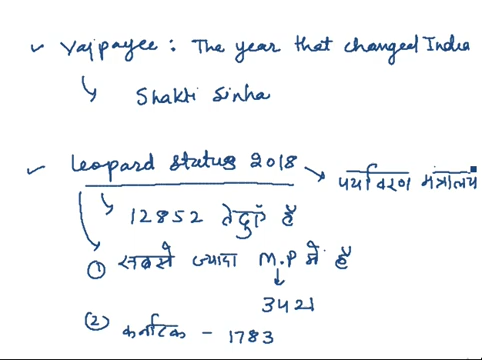 ✓ Vajpayee : The year that changed India
↳ Shakti Sinha
✓ Leopard status 2018 → पर्यावरण मंत्रालय
↳ 12852 तेंदुएँ हैं
① सबसे ज्यादा M.P में हैं
↓
3421
② कर्नाटक - 1783